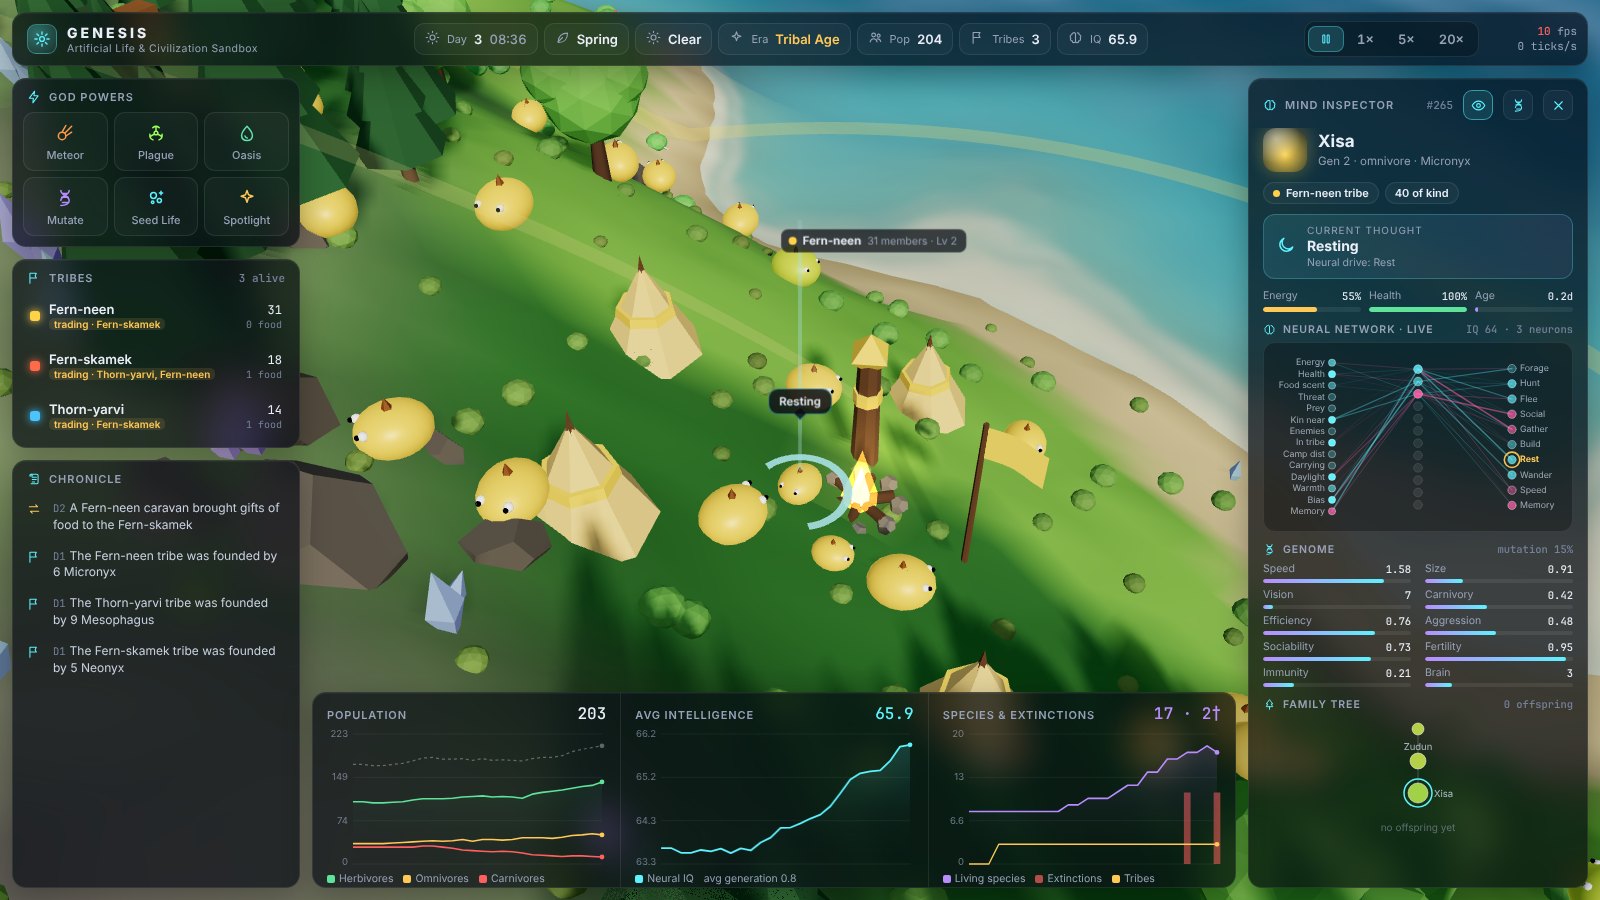 GENESIS
Artificial Life & Civilization Sandbox
Day 3 08:36
Spring
Clear
Era Tribal Age
Pop 204
Tribes 3
IQ 65.9
1×
5×
20×
10 fps
0 ticks/s
GOD POWERS
Meteor
Plague
Oasis
Mutate
Seed Life
Spotlight
TRIBES
3 alive
Fern-neen 31
trading · Fern-skamek 0 food
Fern-skamek 18
trading · Thorn-yarvi, Fern-neen 1 food
Thorn-yarvi 14
trading · Fern-skamek 1 food
CHRONICLE
D2 A Fern-neen caravan brought gifts of
food to the Fern-skamek
D1 The Fern-neen tribe was founded by
6 Micronyx
D1 The Thorn-yarvi tribe was founded
by 9 Mesophagus
D1 The Fern-skamek tribe was founded
by 5 Neonyx
Fern-neen 31 members · Lv 2
Resting
POPULATION 203
223
149
74
0
Herbivores
Omnivores
Carnivores
AVG INTELLIGENCE 65.9
66.2
65.2
64.3
63.3
Neural IQ
avg generation 0.8
SPECIES & EXTINCTIONS 17 · 2†
20
13
6.6
0
Living species
Extinctions
Tribes
MIND INSPECTOR
#265
Xisa
Gen 2 · omnivore · Micronyx
Fern-neen tribe
40 of kind
CURRENT THOUGHT
Resting
Neural drive: Rest
Energy 55%
Health 100%
Age 0.2d
NEURAL NETWORK · LIVE
IQ 64 · 3 neurons
Energy
Health
Food scent
Threat
Prey
Kin near
Enemies
In tribe
Camp dist
Carrying
Daylight
Warmth
Bias
Memory
Forage
Hunt
Flee
Social
Gather
Build
Rest
Wander
Speed
Memory
GENOME
mutation 15%
Speed 1.58
Size 0.91
Vision 7
Carnivory 0.42
Efficiency 0.76
Aggression 0.48
Sociability 0.73
Fertility 0.95
Immunity 0.21
Brain 3
FAMILY TREE
0 offspring
Zudun
Xisa
no offspring yet